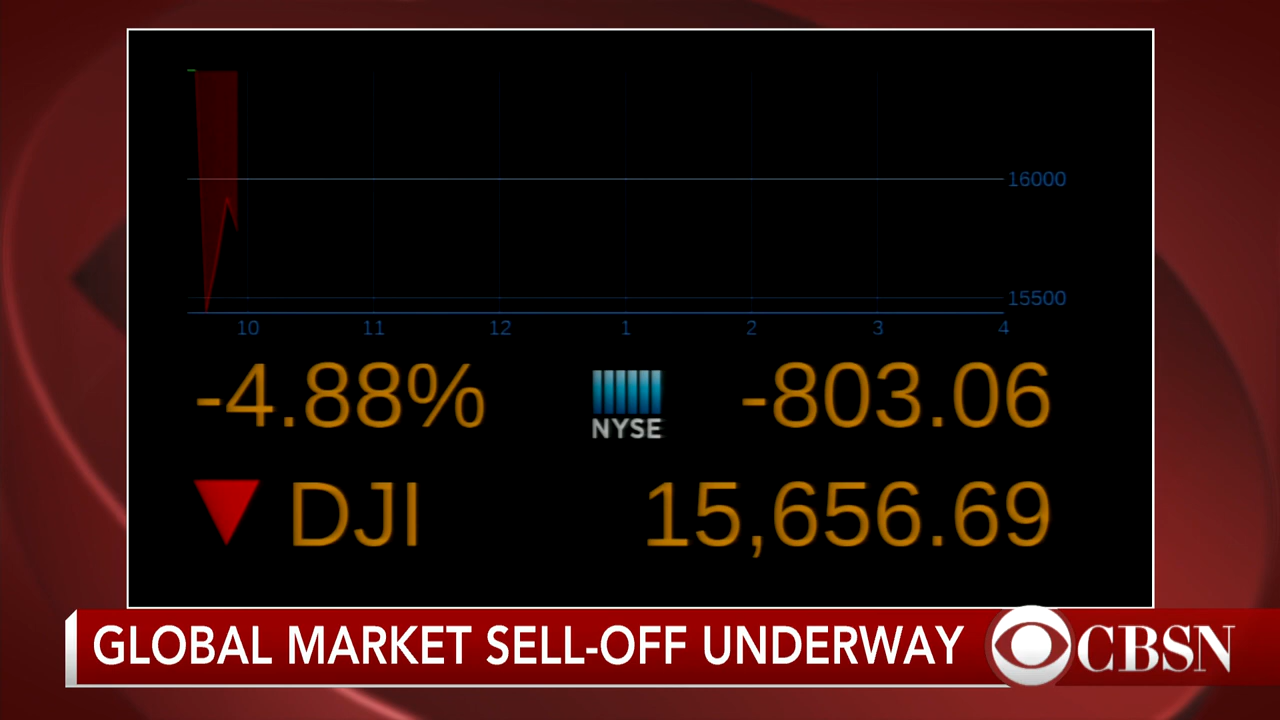 16000
15500
10 11 12 1 2 3 4
-4.88% NYSE -803.06
DJI 15,656.69
GLOBAL MARKET SELL-OFF UNDERWAY CBSN